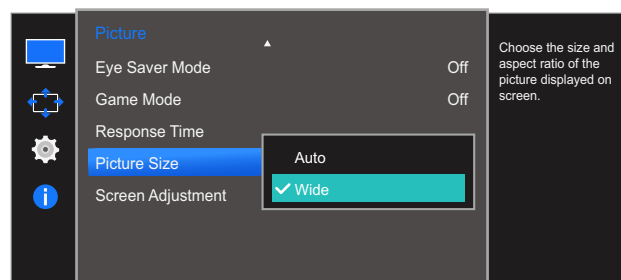 Picture
Eye Saver Mode Off
Game Mode Off
Response Time
Picture Size
Auto
Wide
Screen Adjustment
Choose the size and
aspect ratio of the
picture displayed on
screen.